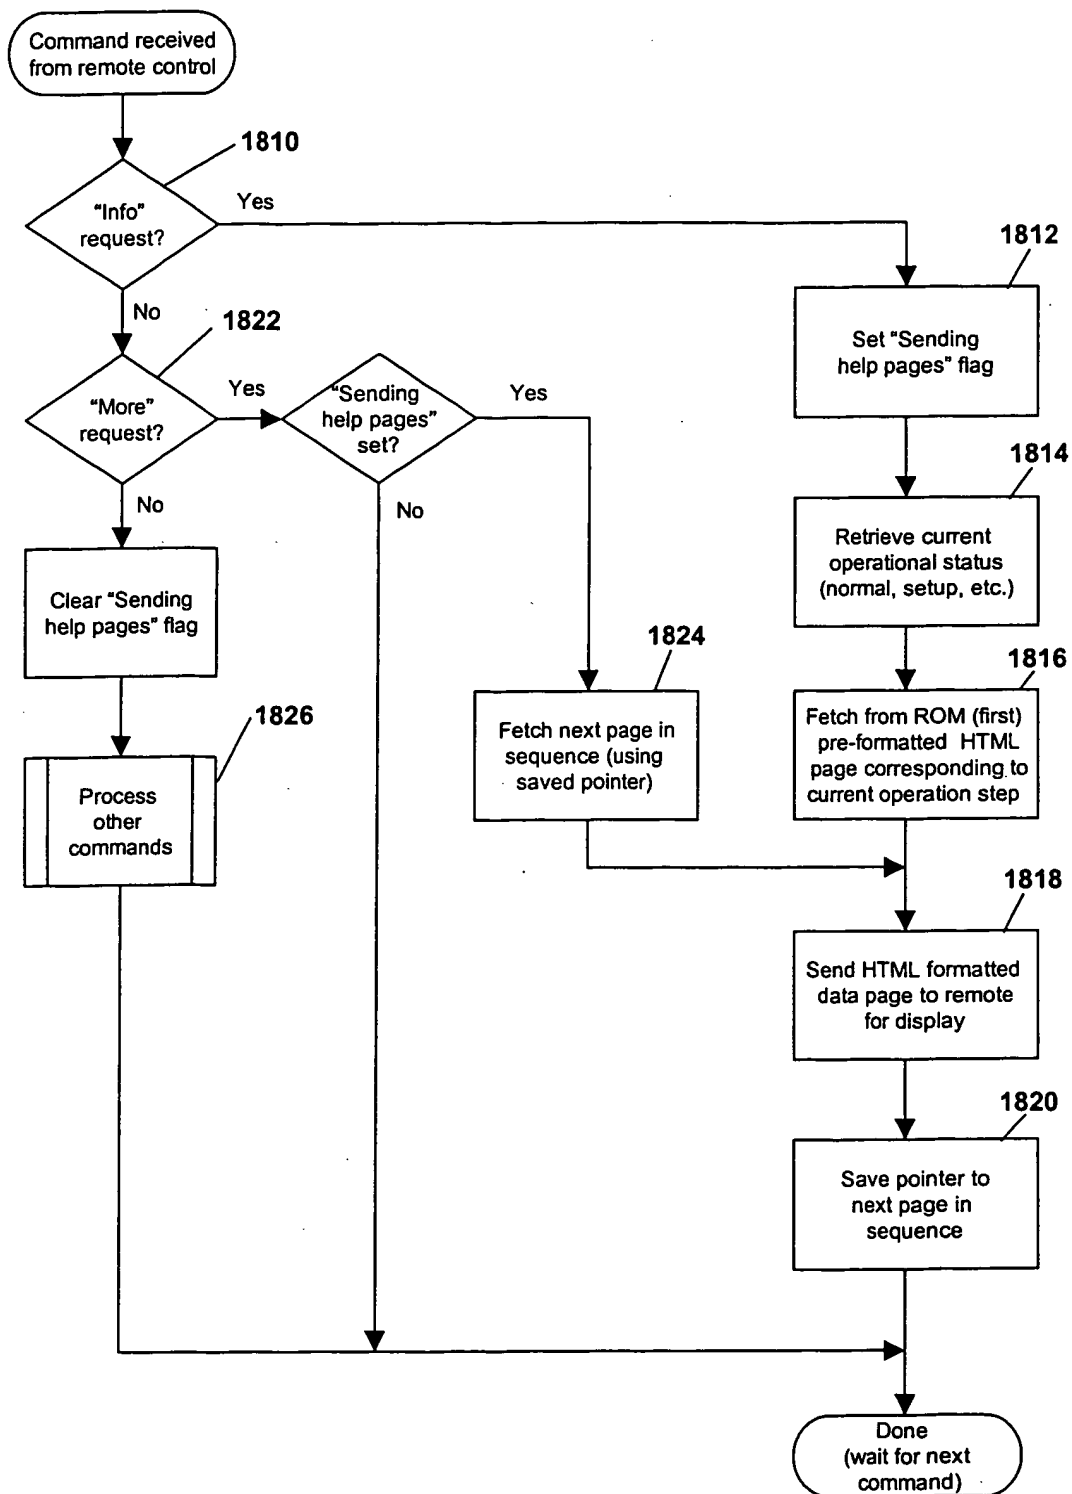 Command received
from remote control
1810
"Info"
request?
Yes
No
1812
Set "Sending
help pages" flag
1822
"More"
request?
Yes
No
"Sending
help pages"
set?
Yes
No
1814
Retrieve current
operational status
(normal, setup, etc.)
Clear "Sending
help pages" flag
1824
Fetch next page in
sequence (using
saved pointer)
1816
Fetch from ROM (first)
pre-formatted HTML
page corresponding to
current operation step
1826
Process
other
commands
1818
Send HTML formatted
data page to remote
for display
1820
Save pointer to
next page in
sequence
Done
(wait for next
command)